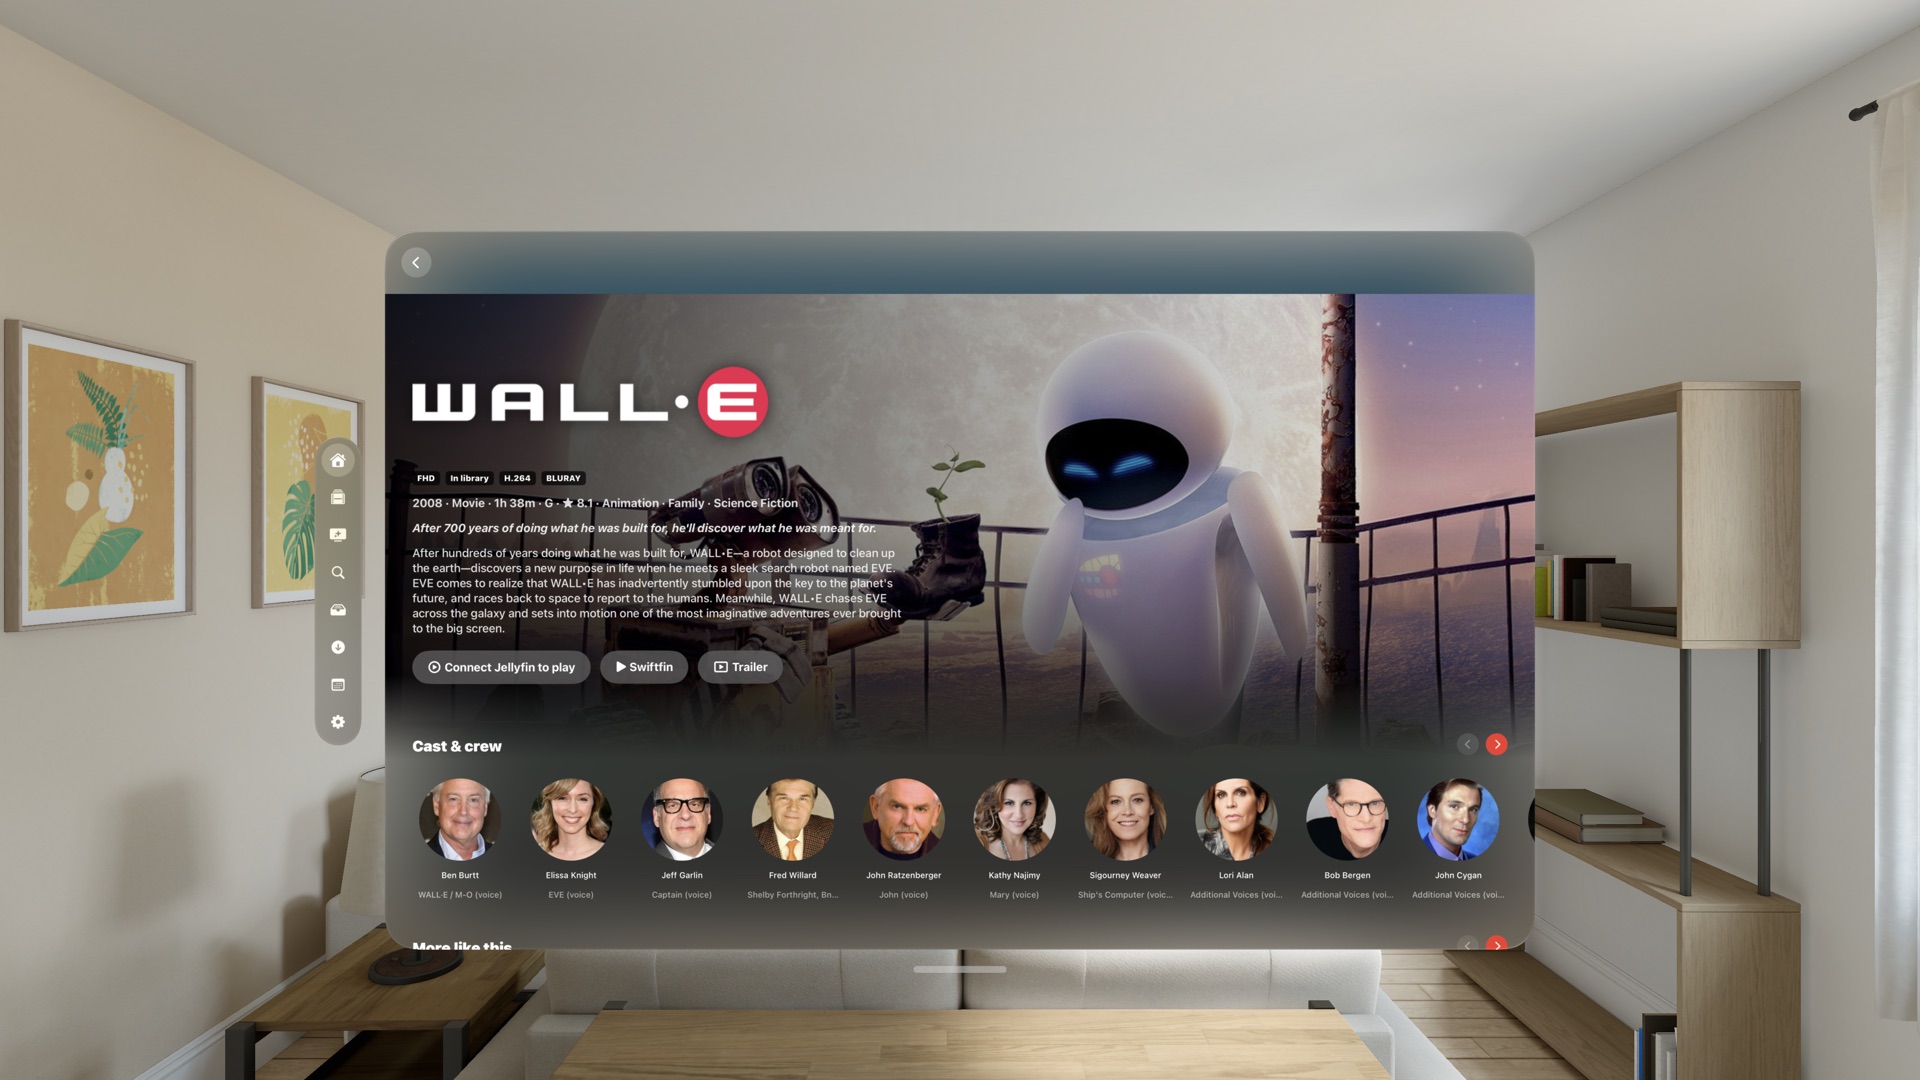 WALL•E
FHD In library H.264 BLURAY
2008 · Movie · 1h 38m · G · ★ 8.1 · Animation · Family · Science Fiction
After 700 years of doing what he was built for, he'll discover what he was meant for.
After hundreds of years doing what he was built for, WALL•E—a robot designed to clean up
the earth—discovers a new purpose in life when he meets a sleek search robot named EVE.
EVE comes to realize that WALL•E has inadvertently stumbled upon the key to the planet's
future, and races back to space to report to the humans. Meanwhile, WALL•E chases EVE
across the galaxy and sets into motion one of the most imaginative adventures ever brought
to the big screen.
Connect Jellyfin to play Swiftfin Trailer
Cast & crew
Ben Burtt Elissa Knight Jeff Garlin Fred Willard John Ratzenberger Kathy Najimy Sigourney Weaver Lori Alan Bob Bergen John Cygan
WALL·E / M-O (voice) EVE (voice) Captain (voice) Shelby Forthright, Bn... John (voice) Mary (voice) Ship's Computer (voic... Additional Voices (voi... Additional Voices (voi... Additional Voices (voi...
More like this